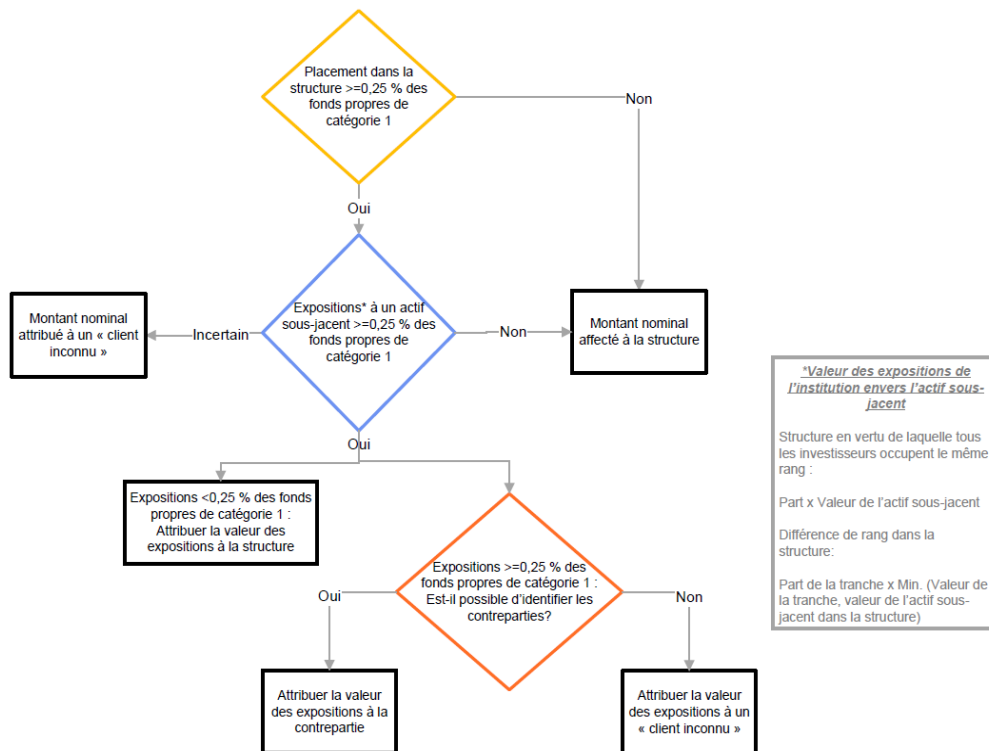 Placement dans la
structure >=0,25 % des
fonds propres de
catégorie 1
Non
Oui
Expositions* à un actif
sous-jacent >=0,25 % des
fonds propres de
catégorie 1
Incertain
Non
Montant nominal
attribué à un « client
inconnu »
Montant nominal
affecté à la structure
Oui
Expositions <0,25 % des fonds
propres de catégorie 1 :
Attribuer la valeur des
expositions à la structure
Expositions >=0,25 % des
fonds propres de catégorie 1 :
Est-il possible d’identifier les
contreparties?
Oui
Non
Attribuer la valeur
des expositions à la
contrepartie
Attribuer la valeur
des expositions à un
« client inconnu »
*Valeur des expositions de
l’institution envers l’actif sous-
jacent
Structure en vertu de laquelle tous
les investisseurs occupent le même
rang :
Part x Valeur de l’actif sous-jacent
Différence de rang dans la
structure:
Part de la tranche x Min. (Valeur de
la tranche, valeur de l’actif sous-
jacent dans la structure)